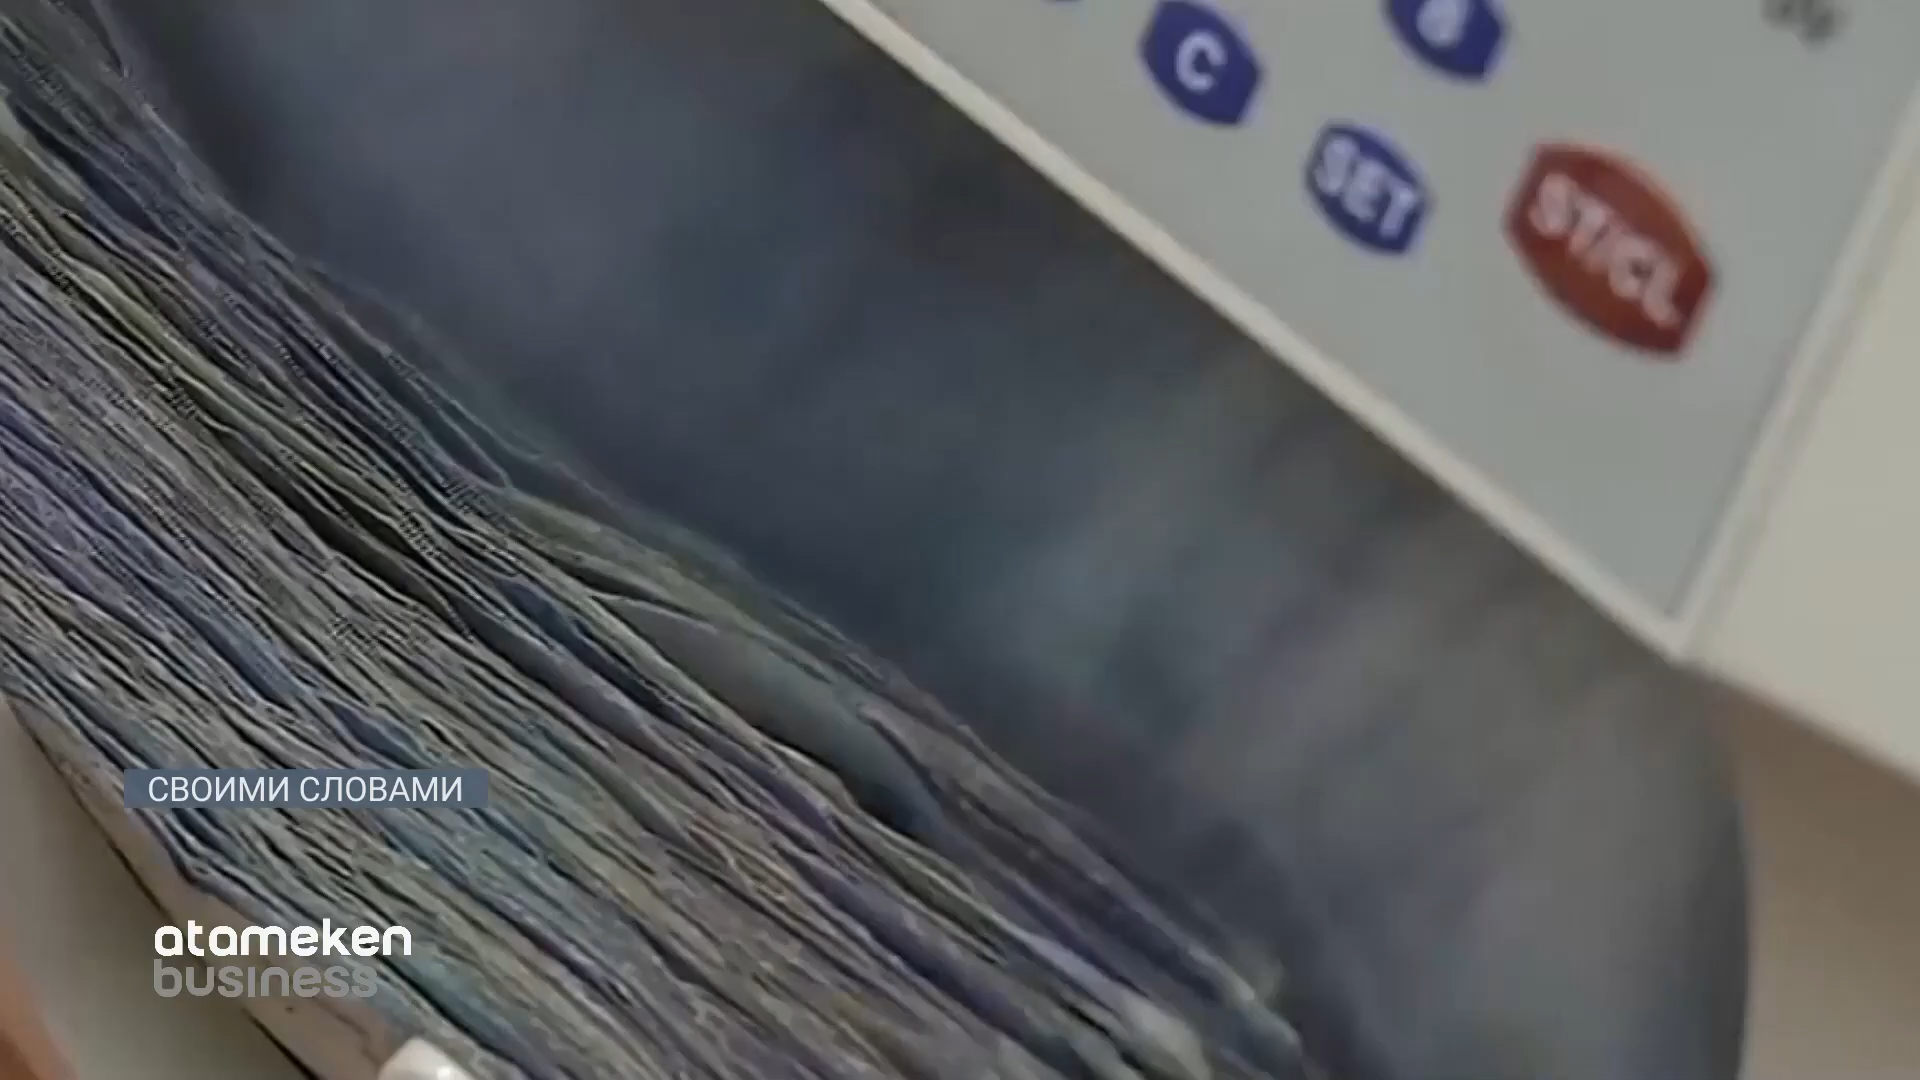 C
SET
ST/CL
СВОИМИ СЛОВАМИ
atameken
business